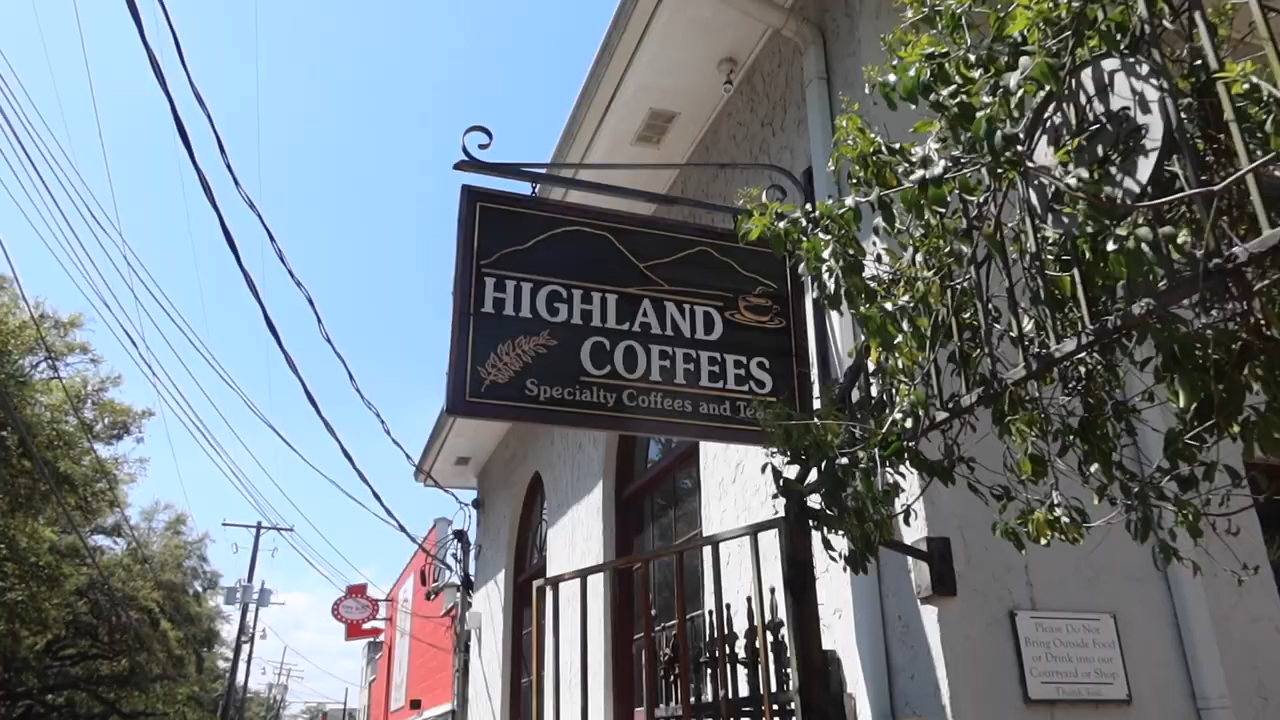 HIGHLAND
COFFEES
Specialty Coffees and Teas
Please Do Not
Bring Outside Food
or Drink into our
Courtyard or Shop
Thank You.